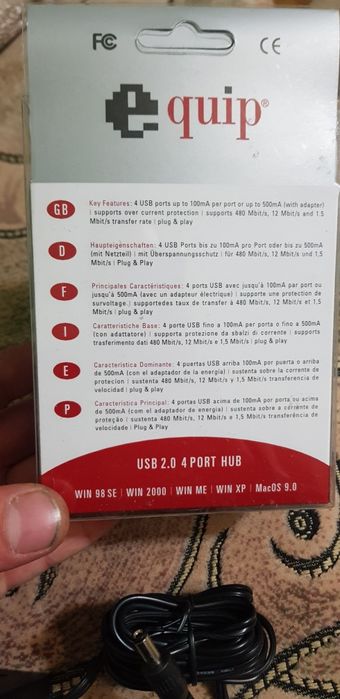 FC CE
equip®
GB Key Features: 4 USB ports up to 100mA per port or up to 500mA (with adapter)
| supports over current protection | supports 480 Mbit/s, 12 Mbit/s and 1.5
Mbit/s transfer rate | plug & play
D Haupteigenschaften: 4 USB Ports bis zu 100mA pro Port oder bis zu 500mA
(mit Netzteil) | mit Überspannungsschutz | für 480 Mbit/s, 12 Mbit/s und 1,5
Mbit/s | Plug & Play
F Principales Caractéristiques: 4 ports USB avec jusqu'à 100mA par port ou
jusqu'à 500mA (avec un adapteur électrique) | supporte une protection de
survoltage | supportedes taux de transfer à 480 Mbit/s, 12 Mbit/s et 1,5
Mbit/s | plug & play
I Caratteristiche Base: 4 porte USB fino a 100mA per porta o fino a 500mA
(con adattatore) | supporta protezione da sbalzi di corrente | supports
trasferimento dati 480 Mbit/s, 12 Mbit/s e 1,5 Mbit/s | plug & play
E Caracteristica Dominante: 4 puertas USB arriba 100mA por puerta o arriba
de 500mA (con el adaptador de la energia) | sustenta sobre la corriente de
protecion | sustenta 480 Mbit/s, 12 Mbit/s y 1,5 Mbit/s transferencia de
velocidad | plug & play
P Caracteristica Principal: 4 portas USB acima de 100mA por porta ou acima
de 500mA (con el adaptador de energia) | sustenta sobre a côrrente de
proteção | sustenta 480 Mbit/s, 12 Mbit/s e 1,5 Mbit/s transferência de
velocidade | Plug & Play
USB 2.0 4 PORT HUB
WIN 98 SE | WIN 2000 | WIN ME | WIN XP | MacOS 9.0